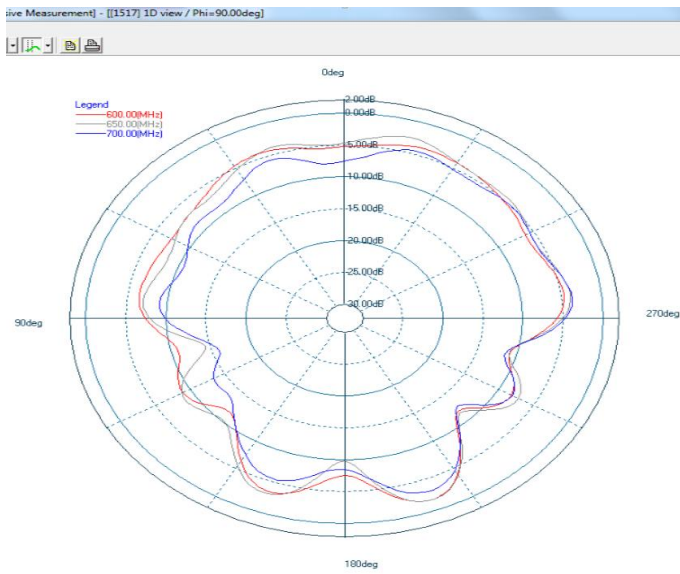 sive Measurement] - [[1517] 1D view / Phi=90.00deg]
0deg
Legend
600.00(MHz)
650.00(MHz)
700.00(MHz)
2.00dB
0.00dB
-5.00dB
-10.00dB
-15.00dB
-20.00dB
-25.00dB
-30.00dB
90deg
270deg
180deg